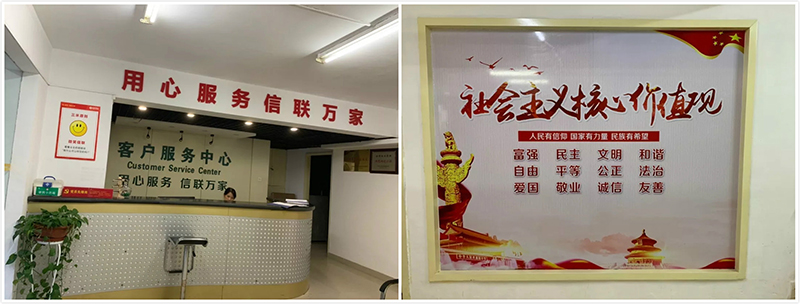 用心服务信联万家
客户服务中心
Customer Service Center
用心服务 信联万家
社会主义核心价值观
人民有信仰 国家有力量 民族有希望
富强 民主 文明 和谐
自由 平等 公正 法治
爱国 敬业 诚信 友善